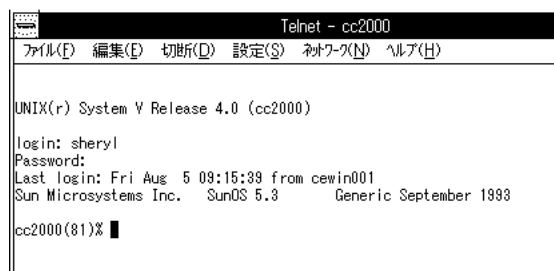 Telnet - cc2000
ファイル(F) 編集(E) 切断(D) 設定(S) ネットワーク(N) ヘルプ(H)
UNIX(r) System V Release 4.0 (cc2000)
login: sheryl
Password:
Last login: Fri Aug  5 09:15:39 from cewin001
Sun Microsystems Inc.   SunOS 5.3       Generic September 1993
cc2000(81)%